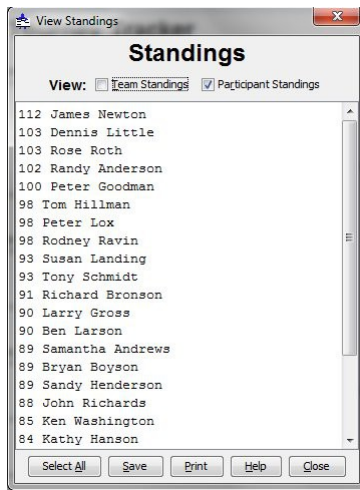 View Standings
Standings
View: Team Standings Participant Standings
112 James Newton
103 Dennis Little
103 Rose Roth
102 Randy Anderson
100 Peter Goodman
98 Tom Hillman
98 Peter Lox
98 Rodney Ravin
93 Susan Landing
93 Tony Schmidt
91 Richard Bronson
90 Larry Gross
90 Ben Larson
89 Samantha Andrews
89 Bryan Boyson
89 Sandy Henderson
88 John Richards
85 Ken Washington
84 Kathy Hanson
Select All Save Print Help Close